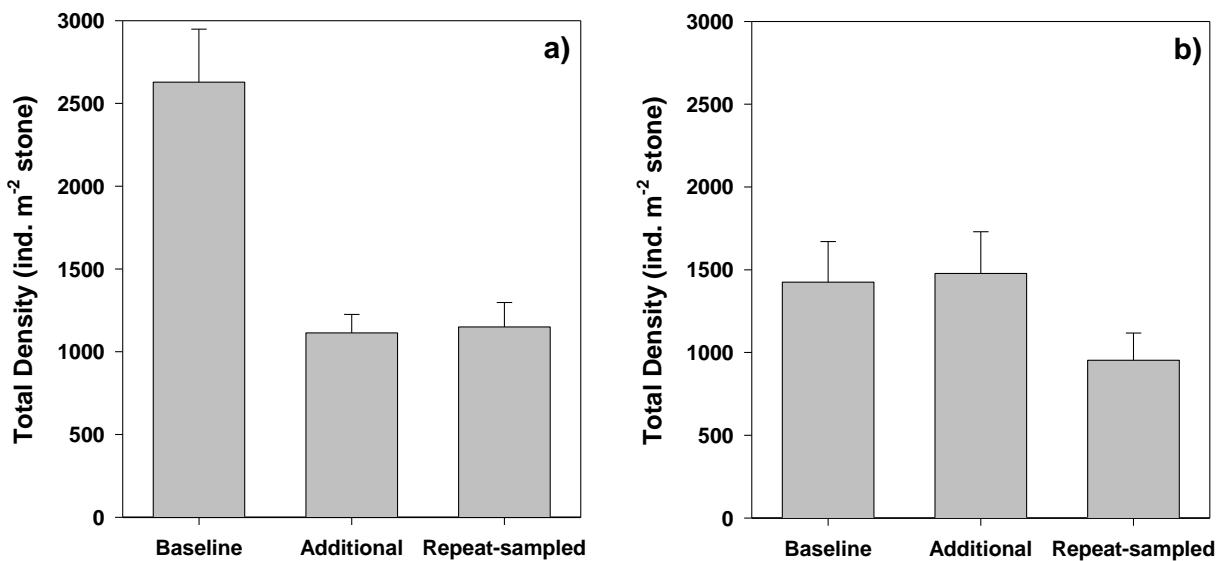 a)
Total Density (ind. m⁻² stone)
3000
2500
2000
1500
1000
500
0
Baseline Additional Repeat-sampled
b)
Total Density (ind. m⁻² stone)
3000
2500
2000
1500
1000
500
0
Baseline Additional Repeat-sampled